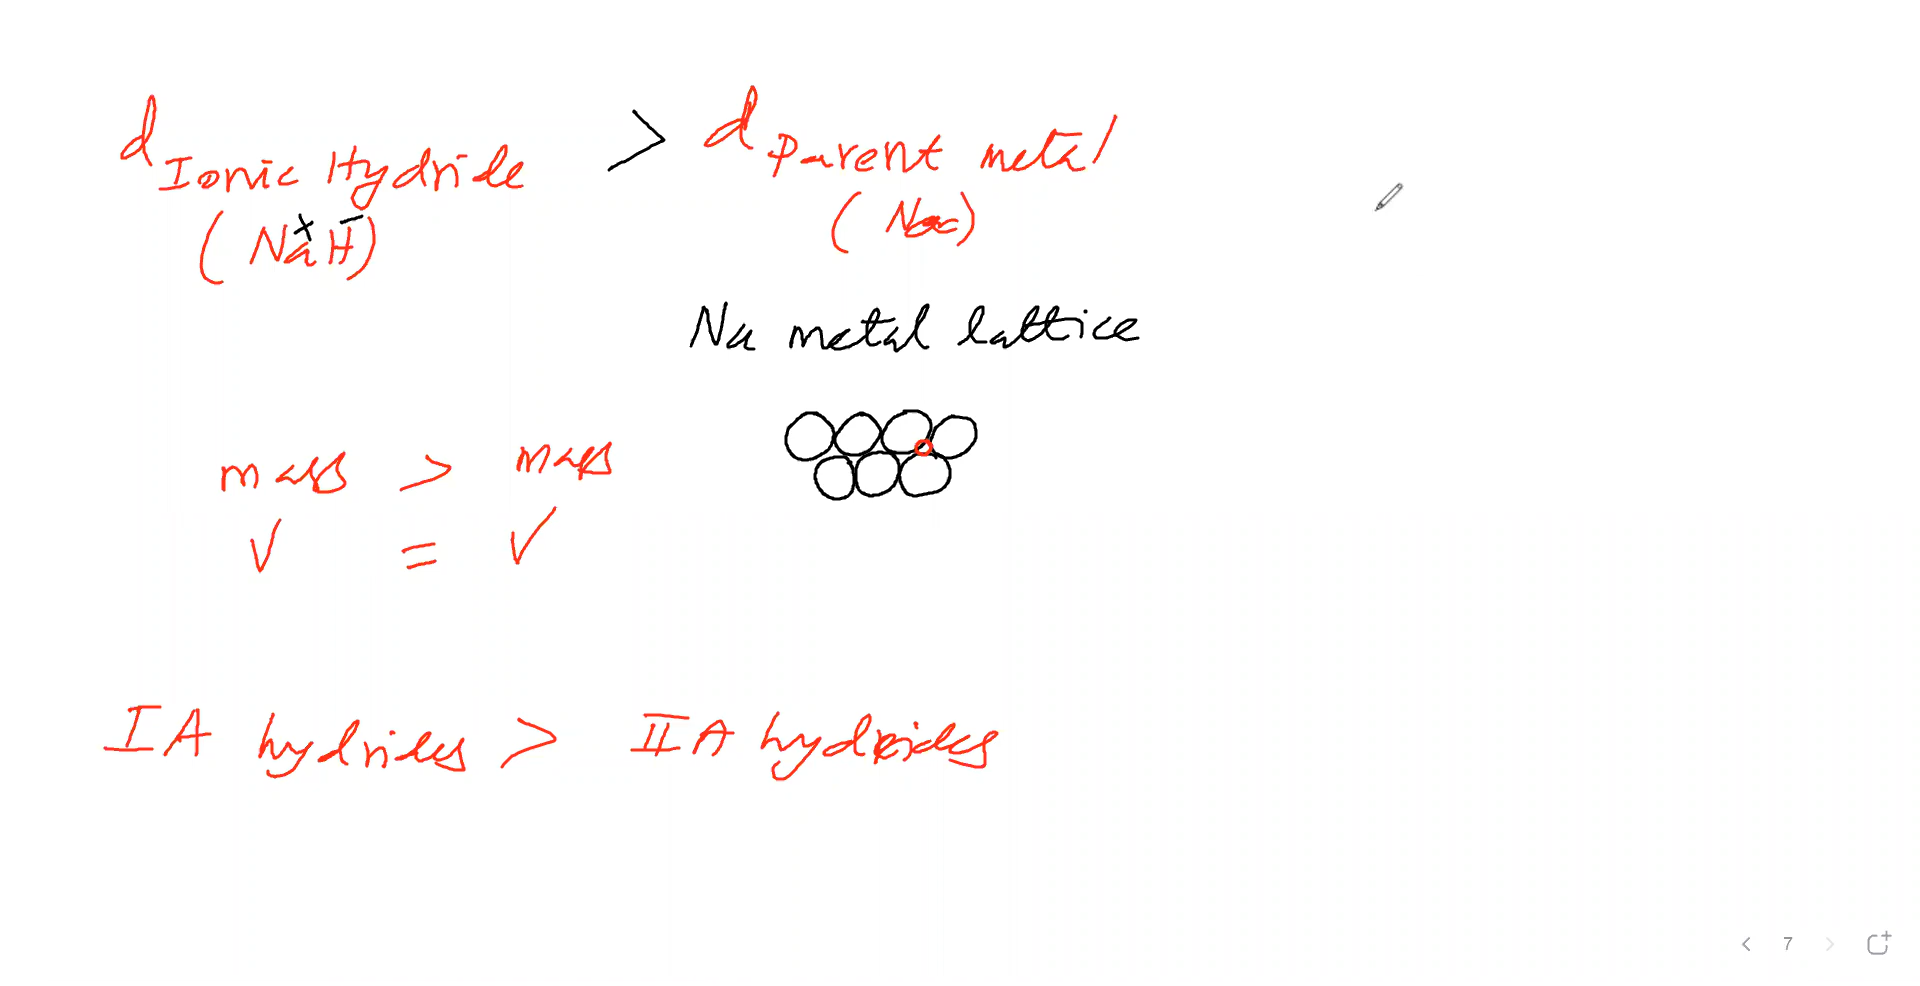 d Ionic Hydride > d Parent metal
(Na⁺H⁻) (Na)
Na metal lattice
mass > mass
V = V
IA hydrides > IIA hydrides
7